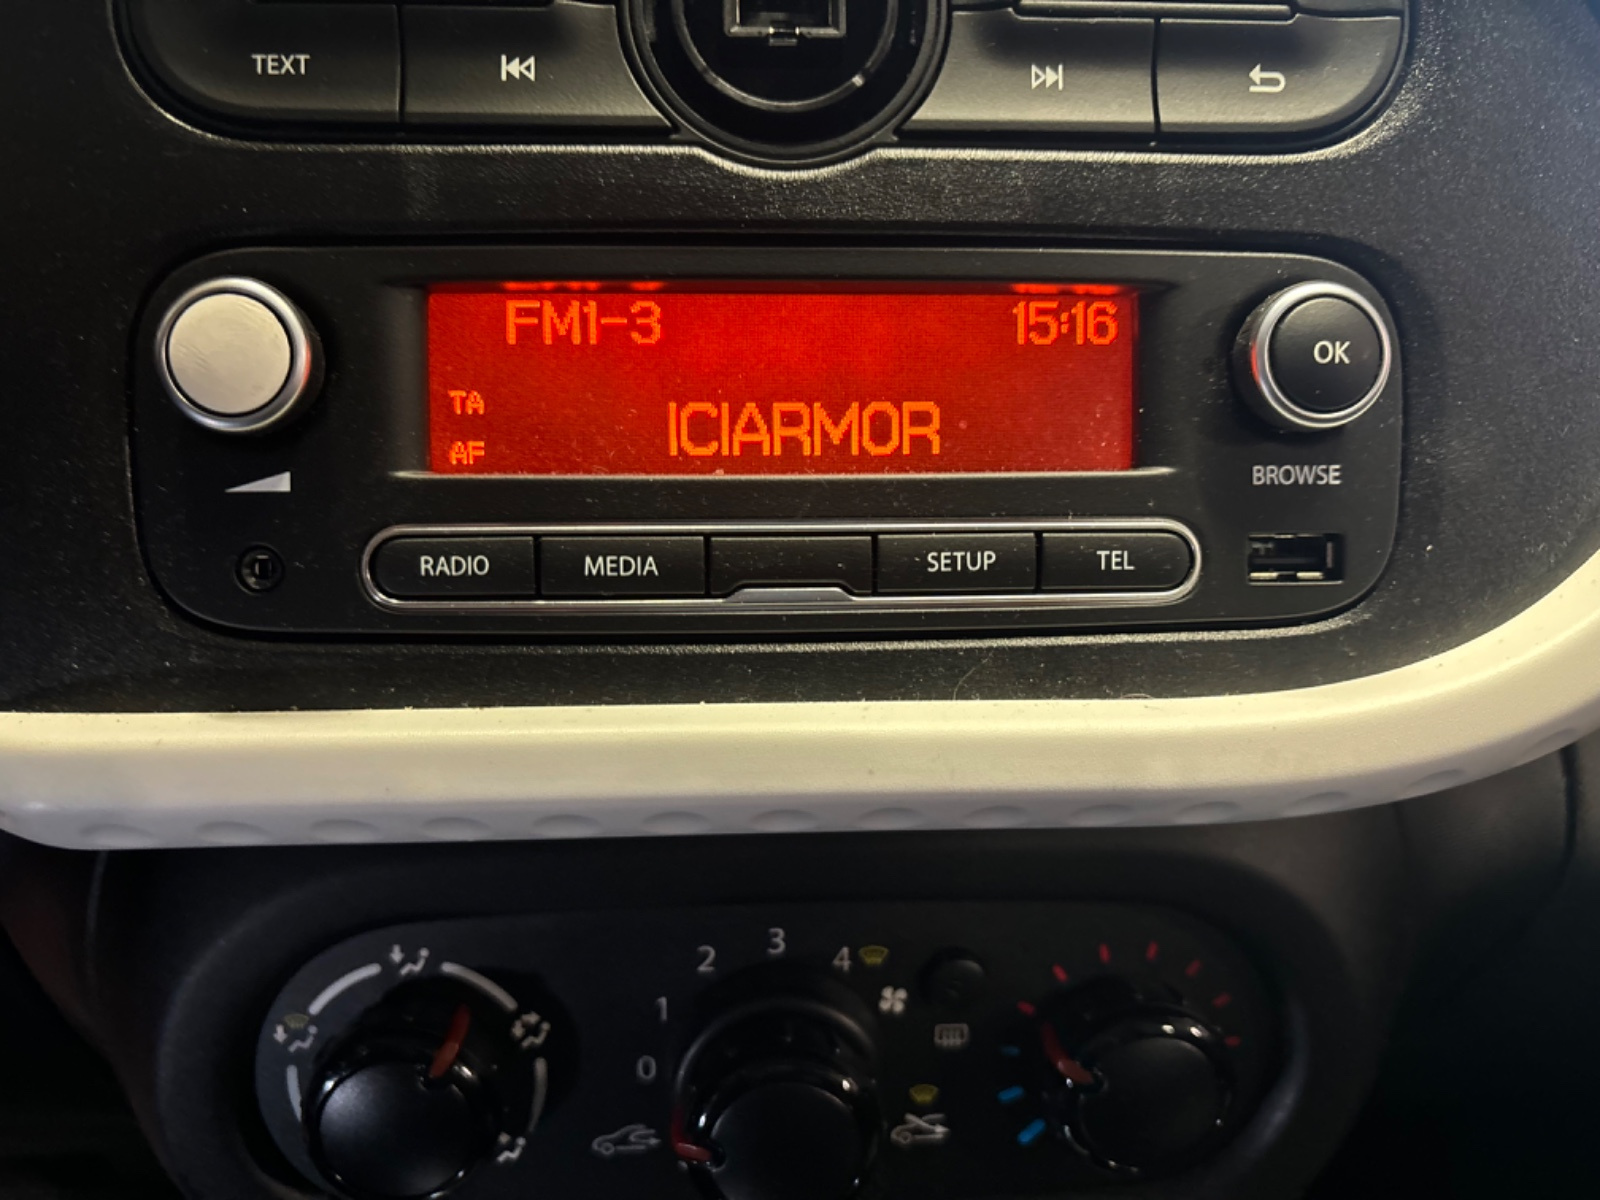 TEXT
FM1-3 15:16
TA
AF ICIARMOR
OK
BROWSE
RADIO MEDIA SETUP TEL
0 1 2 3 4